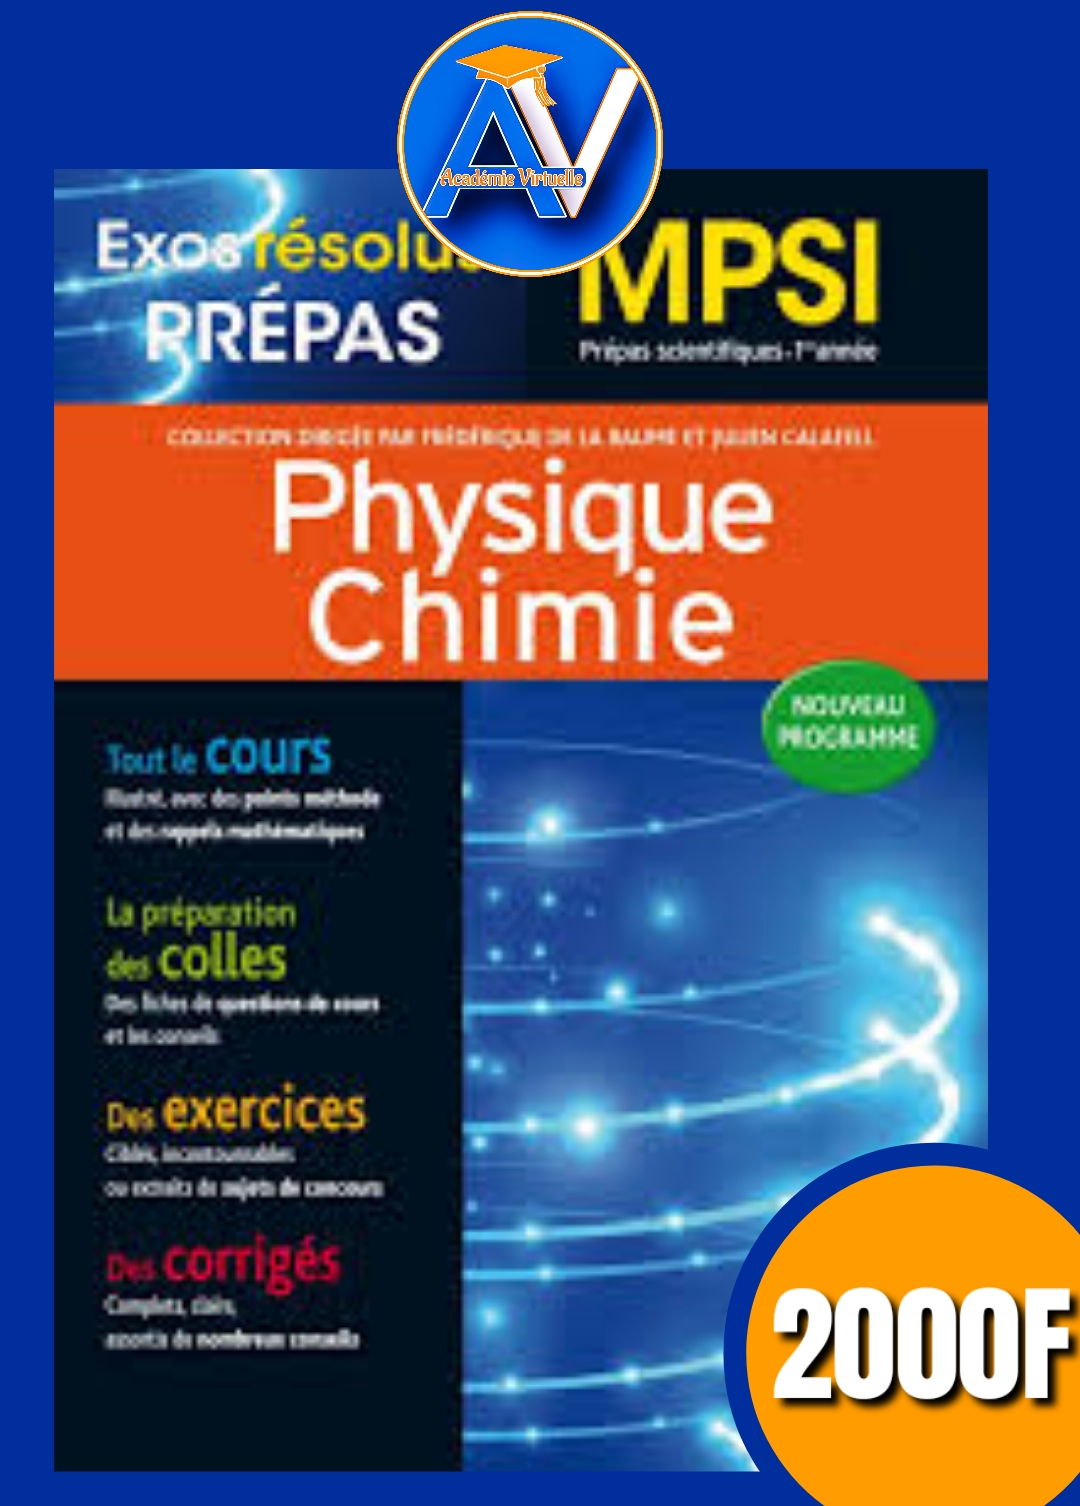 Académie Virtuelle
Exos résolus
PRÉPAS
MPSI
Prépas scientifiques - 1re année
COLLECTION DIRIGÉE PAR FRÉDÉRIQUE DE LA BAUME ET JULIEN CALAFELL
Physique
Chimie
NOUVEAU
PROGRAMME
Tout le cours
Illustré, avec des points méthode
et des rappels mathématiques
La préparation
des colles
Des fiches de questions de cours
et les conseils
Des exercices
Ciblés, incontournables
ou extraits de sujets de concours
Des corrigés
Complets, clairs,
assortis de nombreux conseils
2000F